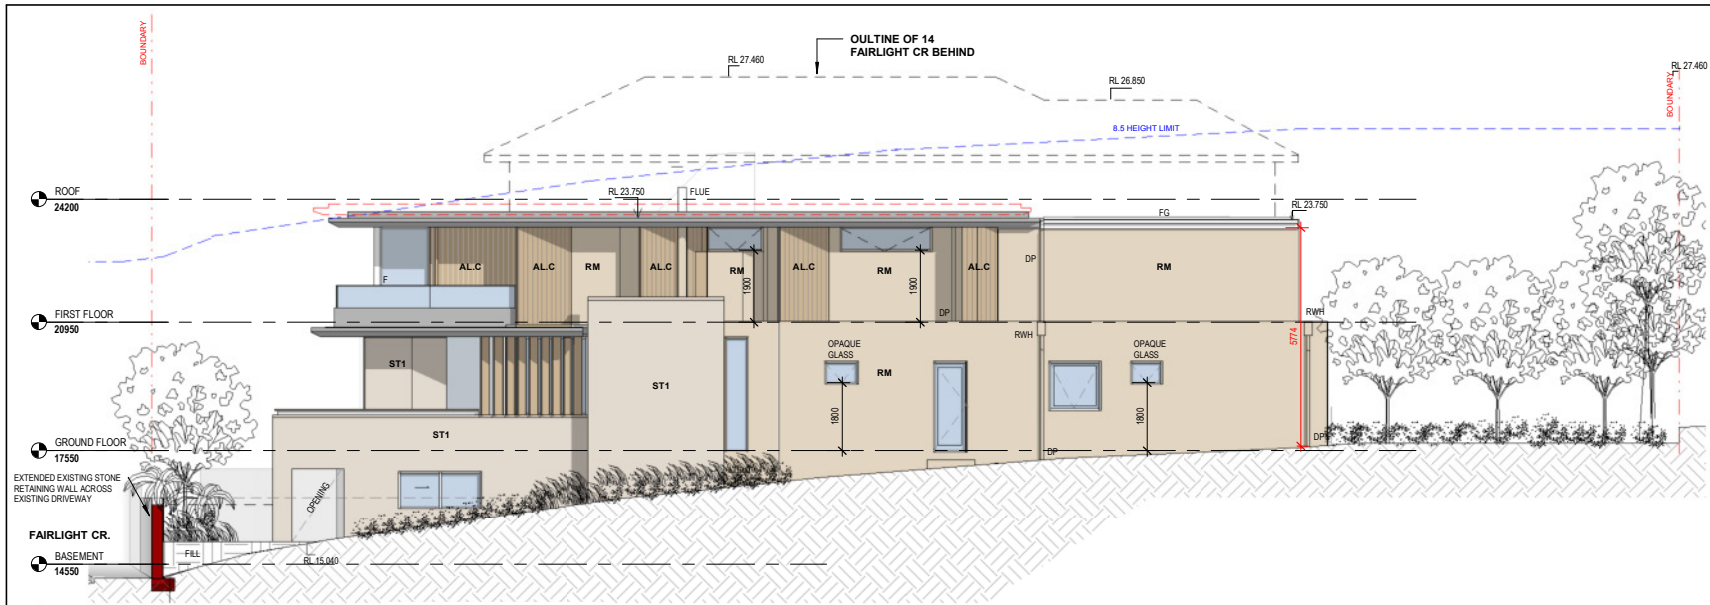 BOUNDARY
OULTINE OF 14
FAIRLIGHT CR BEHIND
RL 27.460
RL 26.850
RL 27.460
BOUNDARY
8.5 HEIGHT LIMIT
ROOF
24200
RL 23.750
FLUE
FG
RL 23.750
AL.C
AL.C
RM
AL.C
RM
AL.C
RM
AL.C
DP
RM
F
1900
1900
FIRST FLOOR
20950
DP
RWH
RWH
5774
ST1
ST1
OPAQUE
GLASS
RM
OPAQUE
GLASS
1800
1800
ST1
GROUND FLOOR
17550
DP
DP
EXTENDED EXISTING STONE
RETAINING WALL ACROSS
EXISTING DRIVEWAY
OPENING
FAIRLIGHT CR.
BASEMENT
14550
FILL
RL 15.040